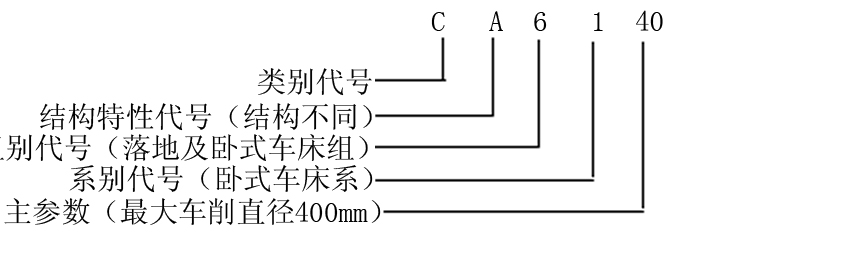 C A 6 1 40
类别代号
结构特性代号（结构不同）
别代号（落地及卧式车床组）
系别代号（卧式车床系）
主参数（最大车削直径400mm）